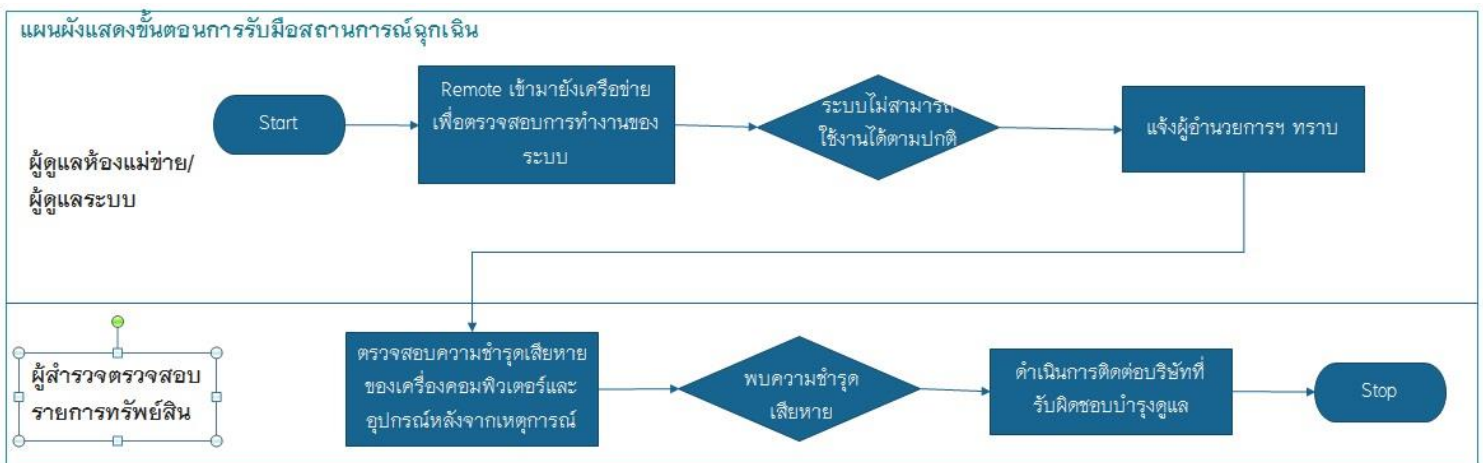 แผนผังแสดงขั้นตอนการรับมือสถานการณ์ฉุกเฉิน
ผู้ดูแลห้องแม่ข่าย/
ผู้ดูแลระบบ
Start
Remote เข้ามายังเครือข่าย
เพื่อตรวจสอบการทำงานของ
ระบบ
ระบบไม่สามารถ
ใช้งานได้ตามปกติ
แจ้งผู้อำนวยการฯ ทราบ
ผู้สำรวจตรวจสอบ
รายการทรัพย์สิน
ตรวจสอบความชำรุดเสียหาย
ของเครื่องคอมพิวเตอร์และ
อุปกรณ์หลังจากเหตุการณ์
พบความชำรุด
เสียหาย
ดำเนินการติดต่อบริษัทที่
รับผิดชอบบำรุงดูแล
Stop